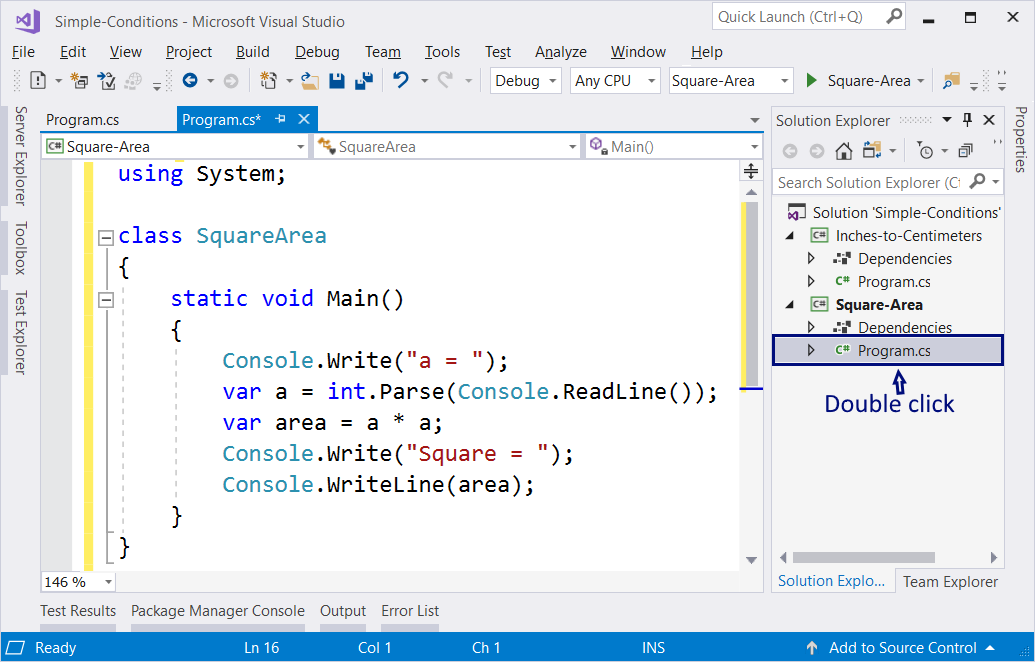 Simple-Conditions - Microsoft Visual Studio
Quick Launch (Ctrl+Q)
File Edit View Project Build Debug Team Tools Test Analyze Window Help
Debug Any CPU Square-Area Square-Area
Server Explorer
Toolbox
Test Explorer
Program.cs Program.cs*
Square-Area SquareArea Main()
using System;
class SquareArea
{
static void Main()
{
Console.Write("a = ");
var a = int.Parse(Console.ReadLine());
var area = a * a;
Console.Write("Square = ");
Console.WriteLine(area);
}
}
146 %
Solution Explorer
Search Solution Explorer (Ct
Solution 'Simple-Conditions'
C# Inches-to-Centimeters
Dependencies
C# Program.cs
C# Square-Area
Dependencies
C# Program.cs
Double click
Solution Explo... Team Explorer
Properties
Test Results Package Manager Console Output Error List
Ready Ln 16 Col 1 Ch 1 INS Add to Source Control